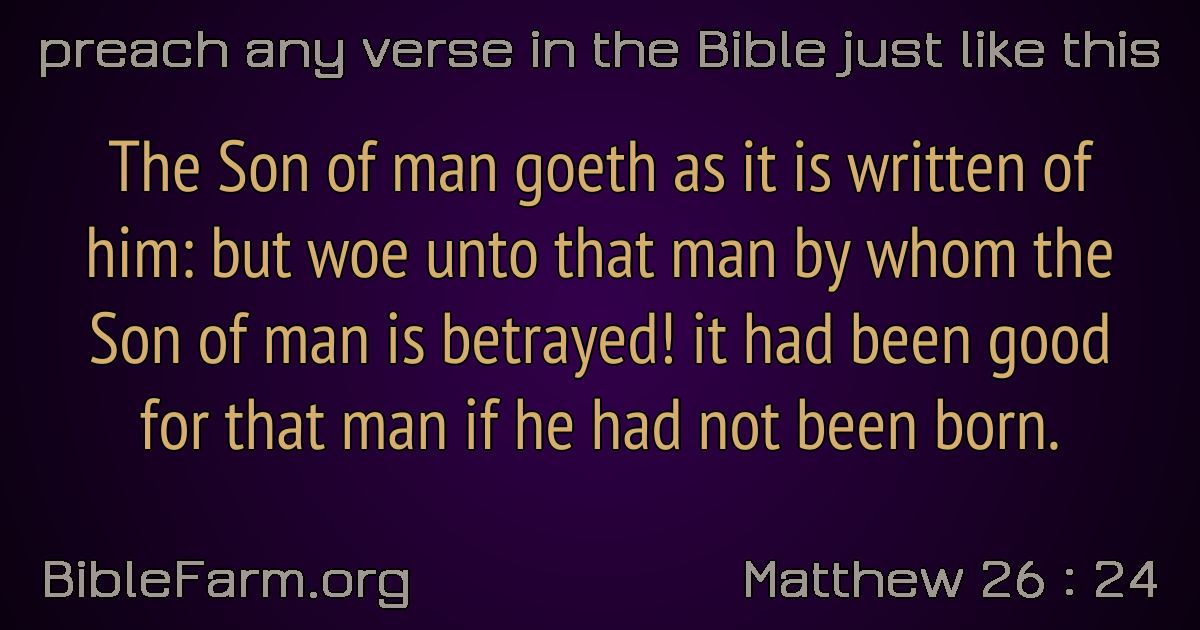 preach any verse in the Bible just like this
The Son of man goeth as it is written of
him: but woe unto that man by whom the
Son of man is betrayed! it had been good
for that man if he had not been born.
BibleFarm.org
Matthew 26 : 24